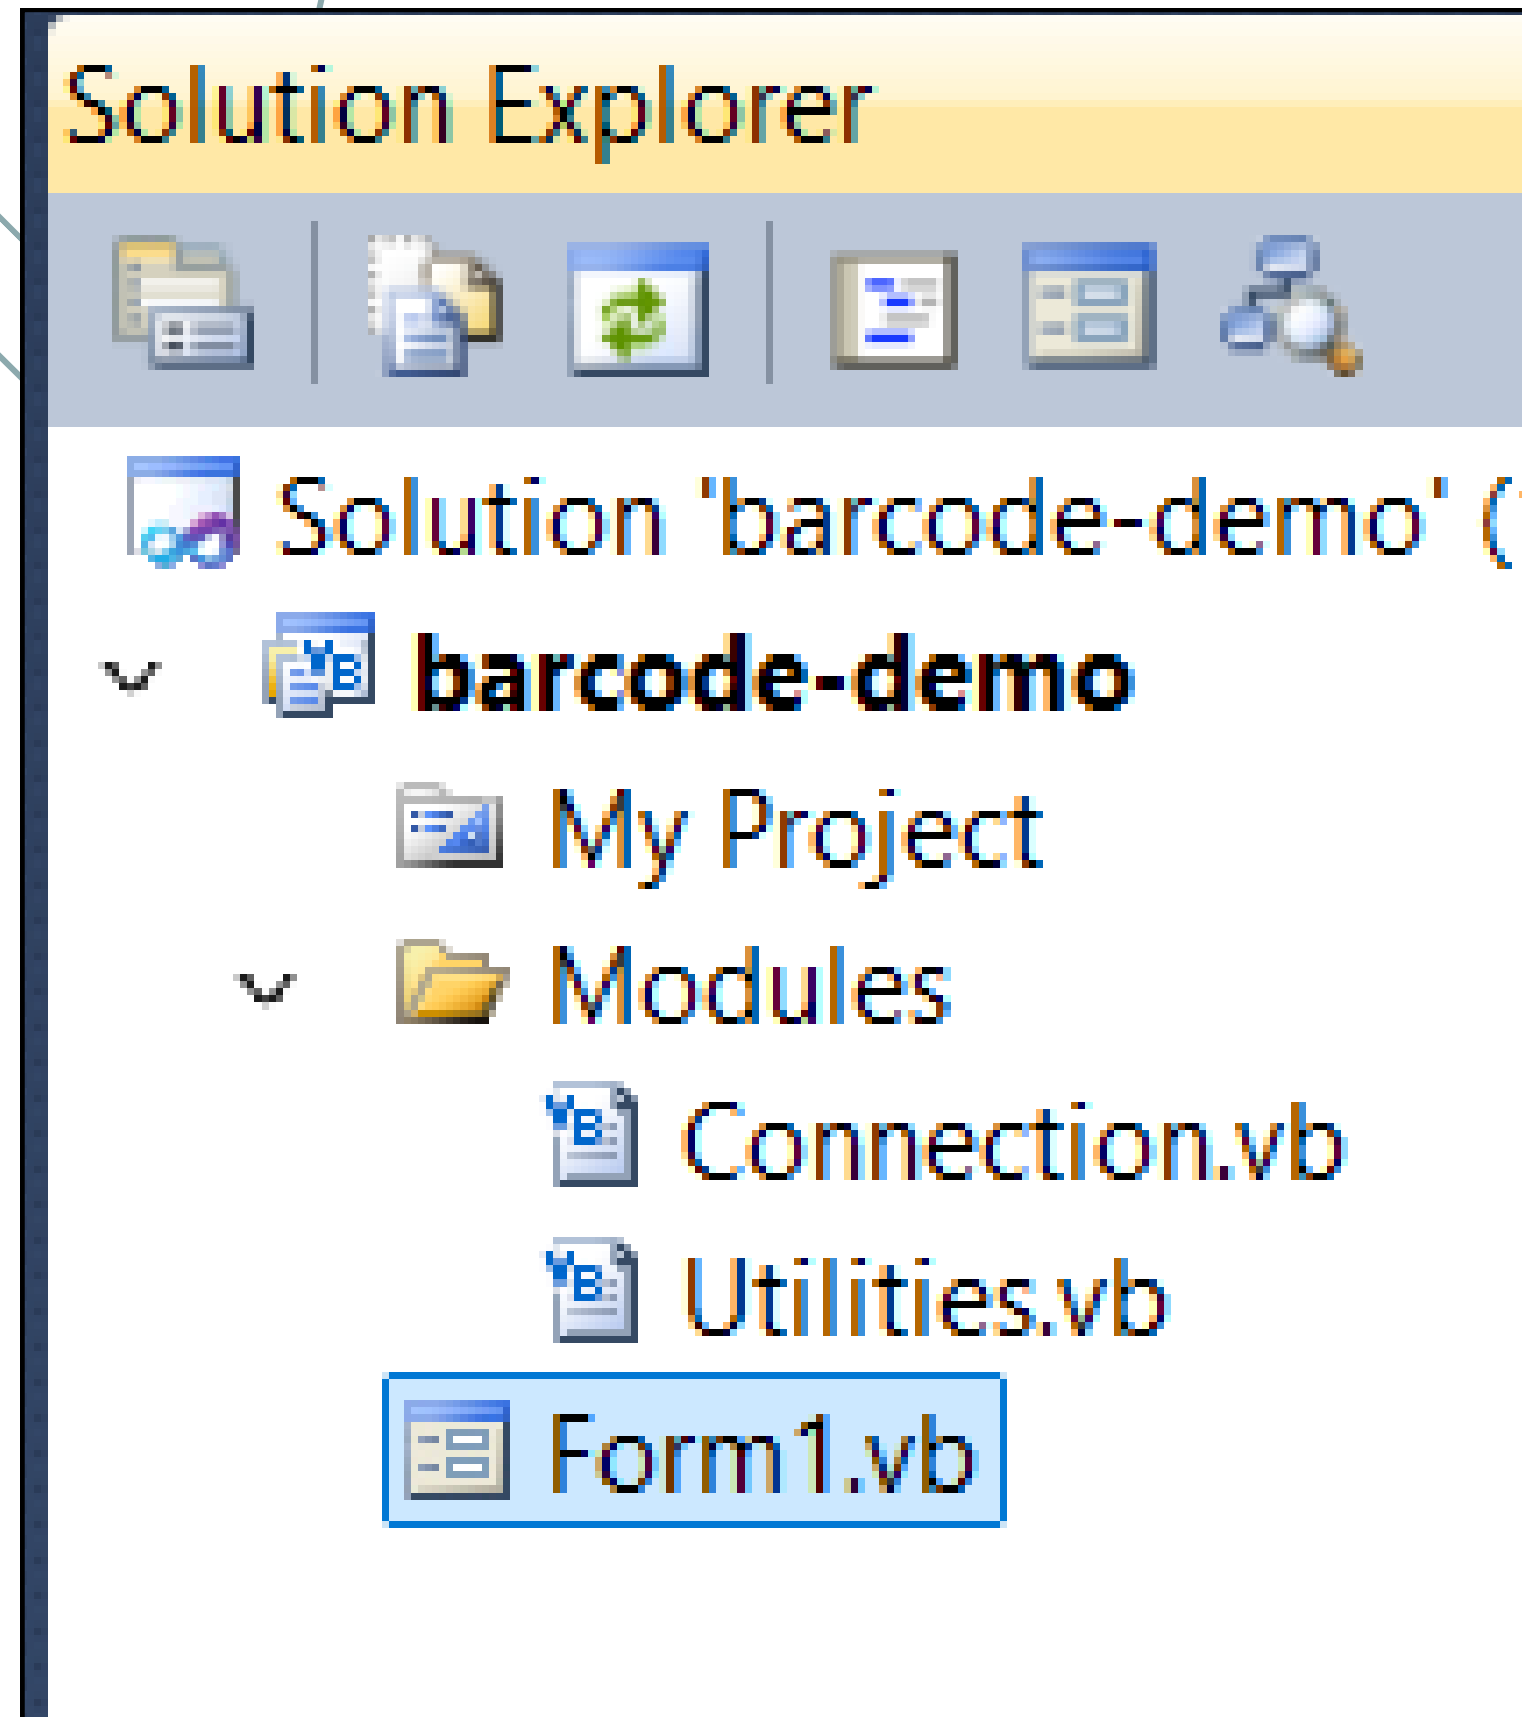 Solution Explorer
Solution 'barcode-demo' (
barcode-demo
My Project
Modules
Connection.vb
Utilities.vb
Form1.vb